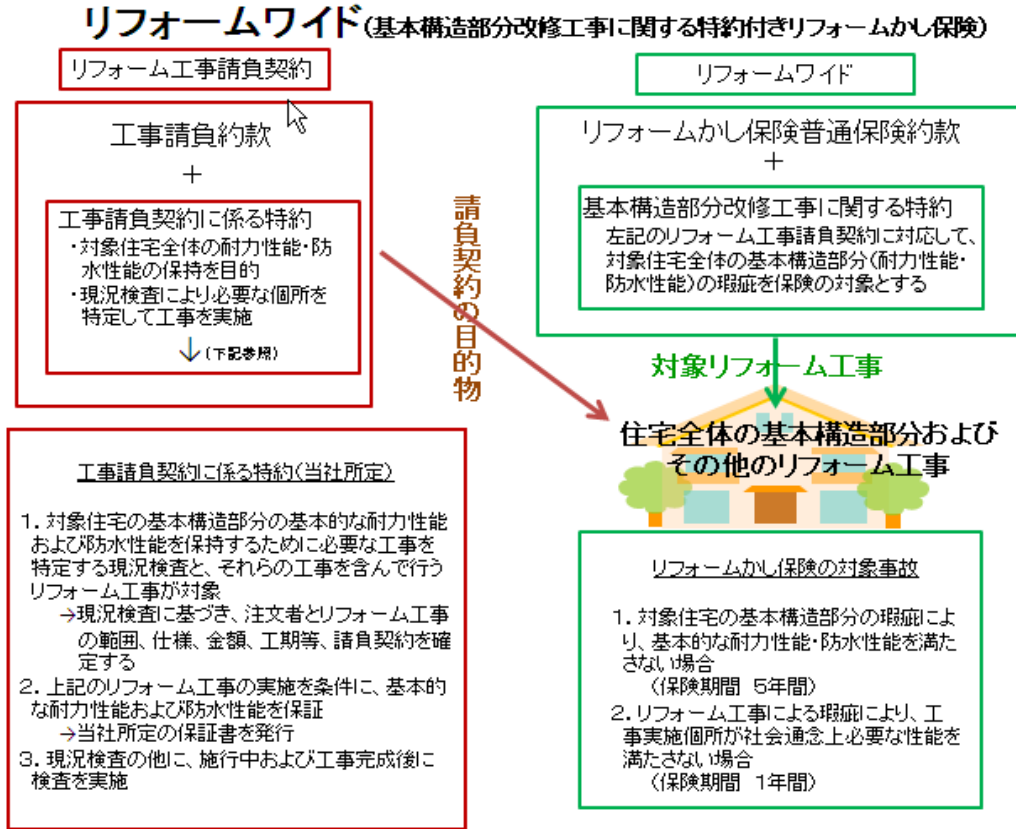 リフォームワイド(基本構造部分改修工事に関する特約付きリフォームかし保険)
リフォーム工事請負契約
工事請負約款
+
工事請負契約に係る特約
・対象住宅全体の耐力性能・防
水性能の保持を目的
・現況検査により必要な個所を
特定して工事を実施
↓(下記参照)
請負契約の目的物
リフォームワイド
リフォームかし保険普通保険約款
+
基本構造部分改修工事に関する特約
左記のリフォーム工事請負契約に対応して、
対象住宅全体の基本構造部分(耐力性能・
防水性能)の瑕疵を保険の対象とする
対象リフォーム工事
住宅全体の基本構造部分および
その他のリフォーム工事
工事請負契約に係る特約(当社所定)
1. 対象住宅の基本構造部分の基本的な耐力性能
および防水性能を保持するために必要な工事を
特定する現況検査と、それらの工事を含んで行う
リフォーム工事が対象
→現況検査に基づき、注文者とリフォーム工事
の範囲、仕様、金額、工期等、請負契約を確
定する
2. 上記のリフォーム工事の実施を条件に、基本的
な耐力性能および防水性能を保証
→当社所定の保証書を発行
3. 現況検査の他に、施行中および工事完成後に
検査を実施
リフォームかし保険の対象事故
1. 対象住宅の基本構造部分の瑕疵によ
り、基本的な耐力性能・防水性能を満た
さない場合
(保険期間 5年間)
2. リフォーム工事による瑕疵により、工
事実施個所が社会通念上必要な性能を
満たさない場合
(保険期間 1年間)